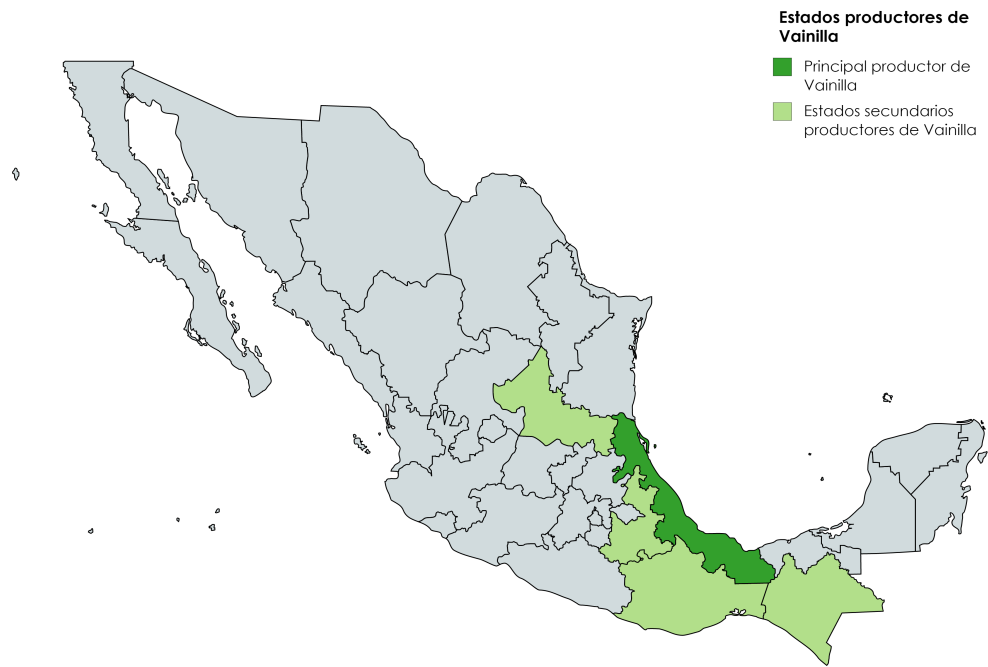 Estados productores de
Vainilla
Principal productor de
Vainilla
Estados secundarios
productores de Vainilla